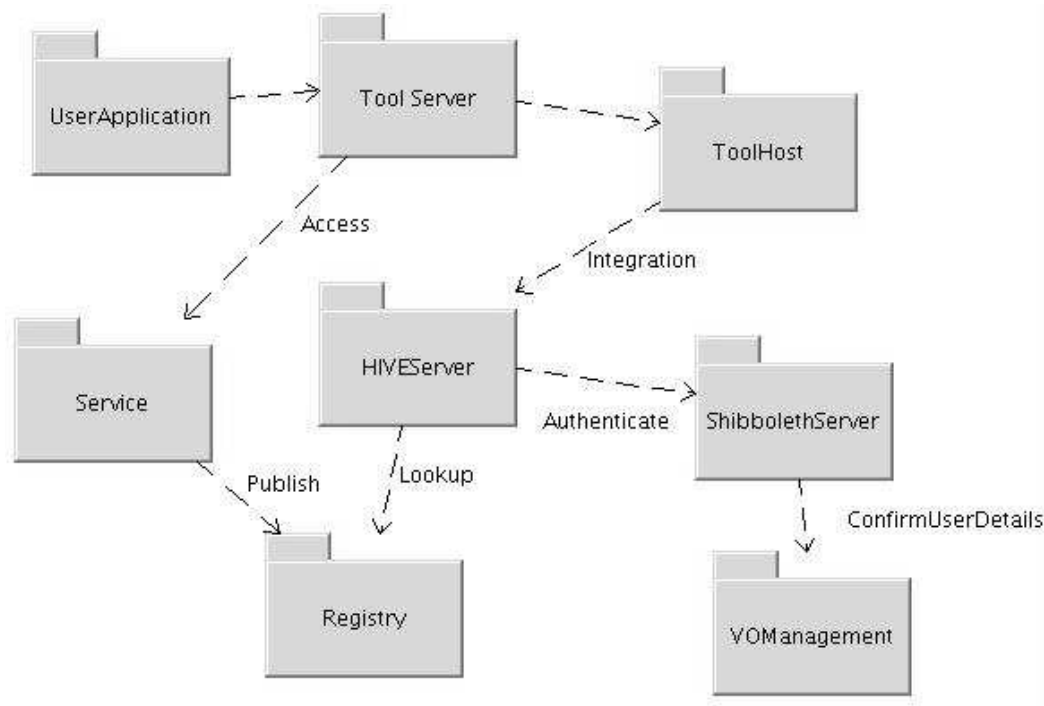 UserApplication
Tool Server
ToolHost
Access
Integration
Service
HIVEServer
Authenticate
ShibbolethServer
Publish
Lookup
ConfirmUserDetails
Registry
VOManagement